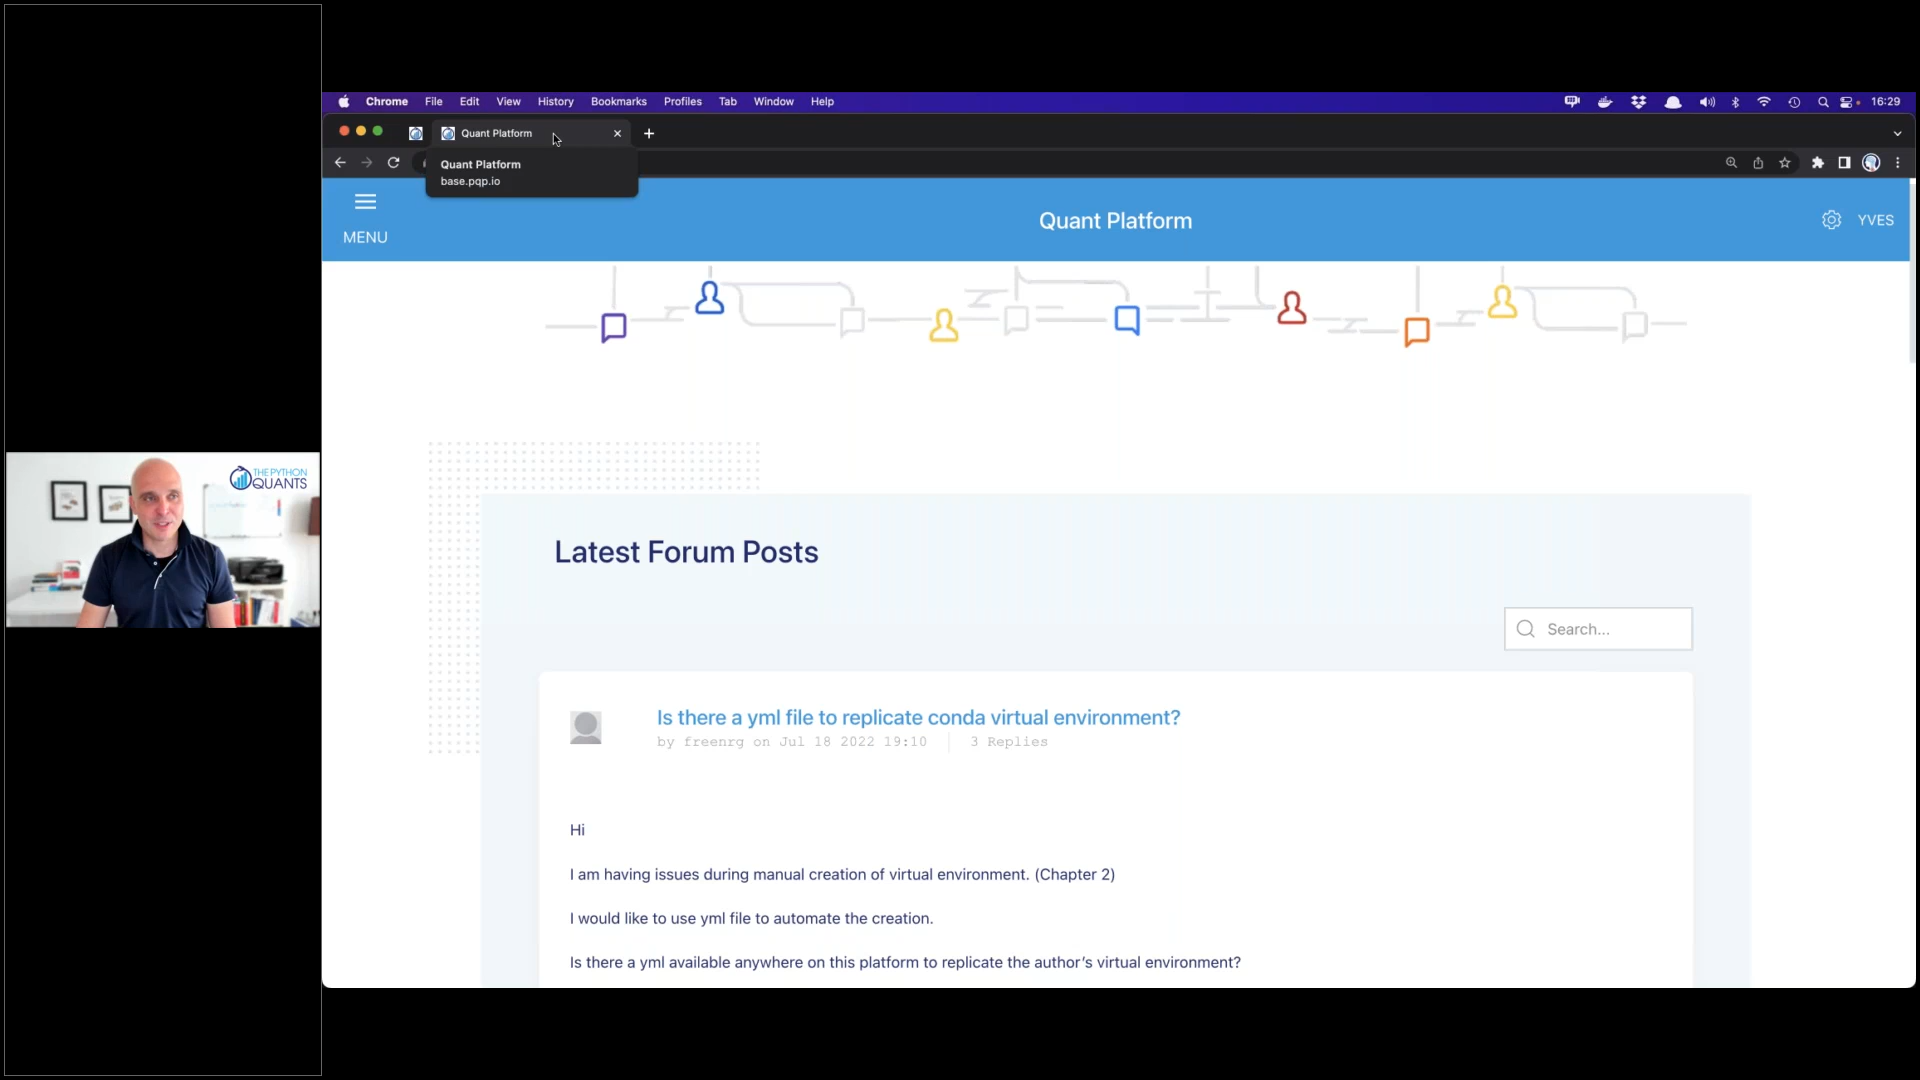 Chrome File Edit View History Bookmarks Profiles Tab Window Help 16:29
Quant Platform
Quant Platform
base.pqp.io
MENU
Quant Platform
YVES
THE PYTHON
QUANTS
Latest Forum Posts
Search...
Is there a yml file to replicate conda virtual environment?
by freenrg on Jul 18 2022 19:10 3 Replies
Hi
I am having issues during manual creation of virtual environment. (Chapter 2)
I would like to use yml file to automate the creation.
Is there a yml available anywhere on this platform to replicate the author's virtual environment?